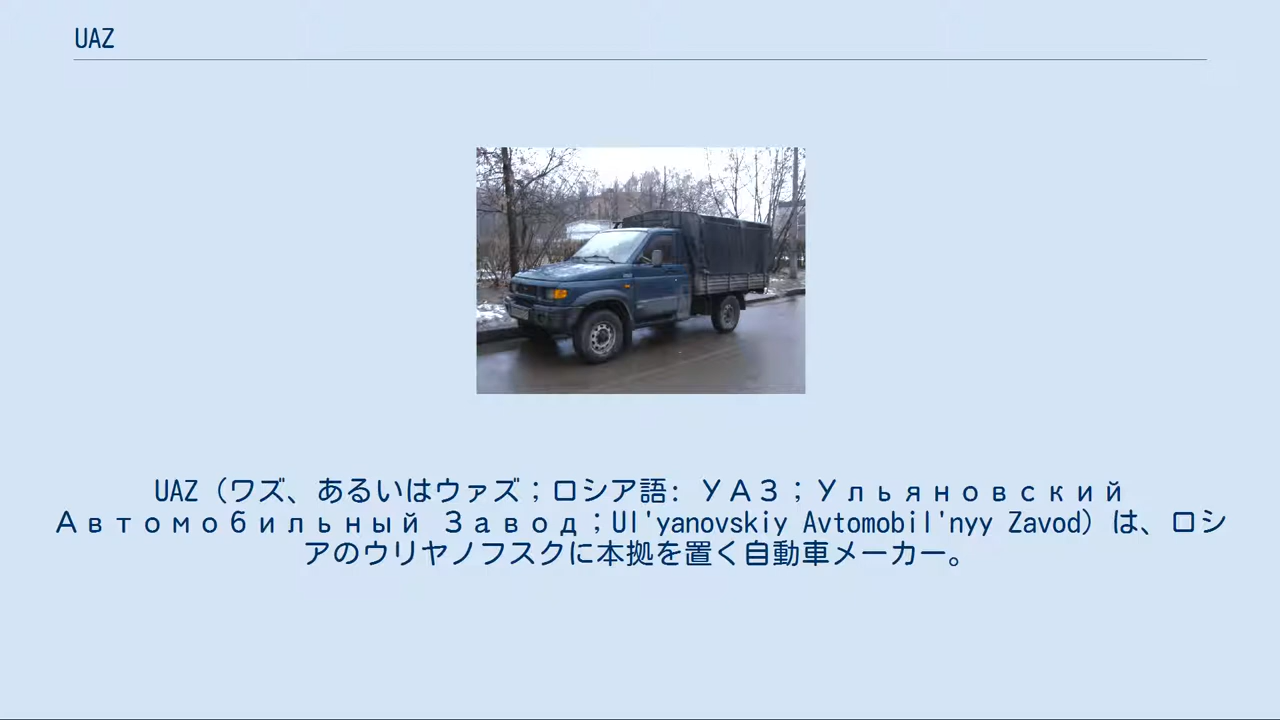 UAZ
UAZ（ワズ、あるいはウァズ；ロシア語: УАЗ；Ульяновский
Автомобильный Завод；Ul'yanovskiy Avtomobil'nyy Zavod）は、ロシ
アのウリヤノフスクに本拠を置く自動車メーカー。